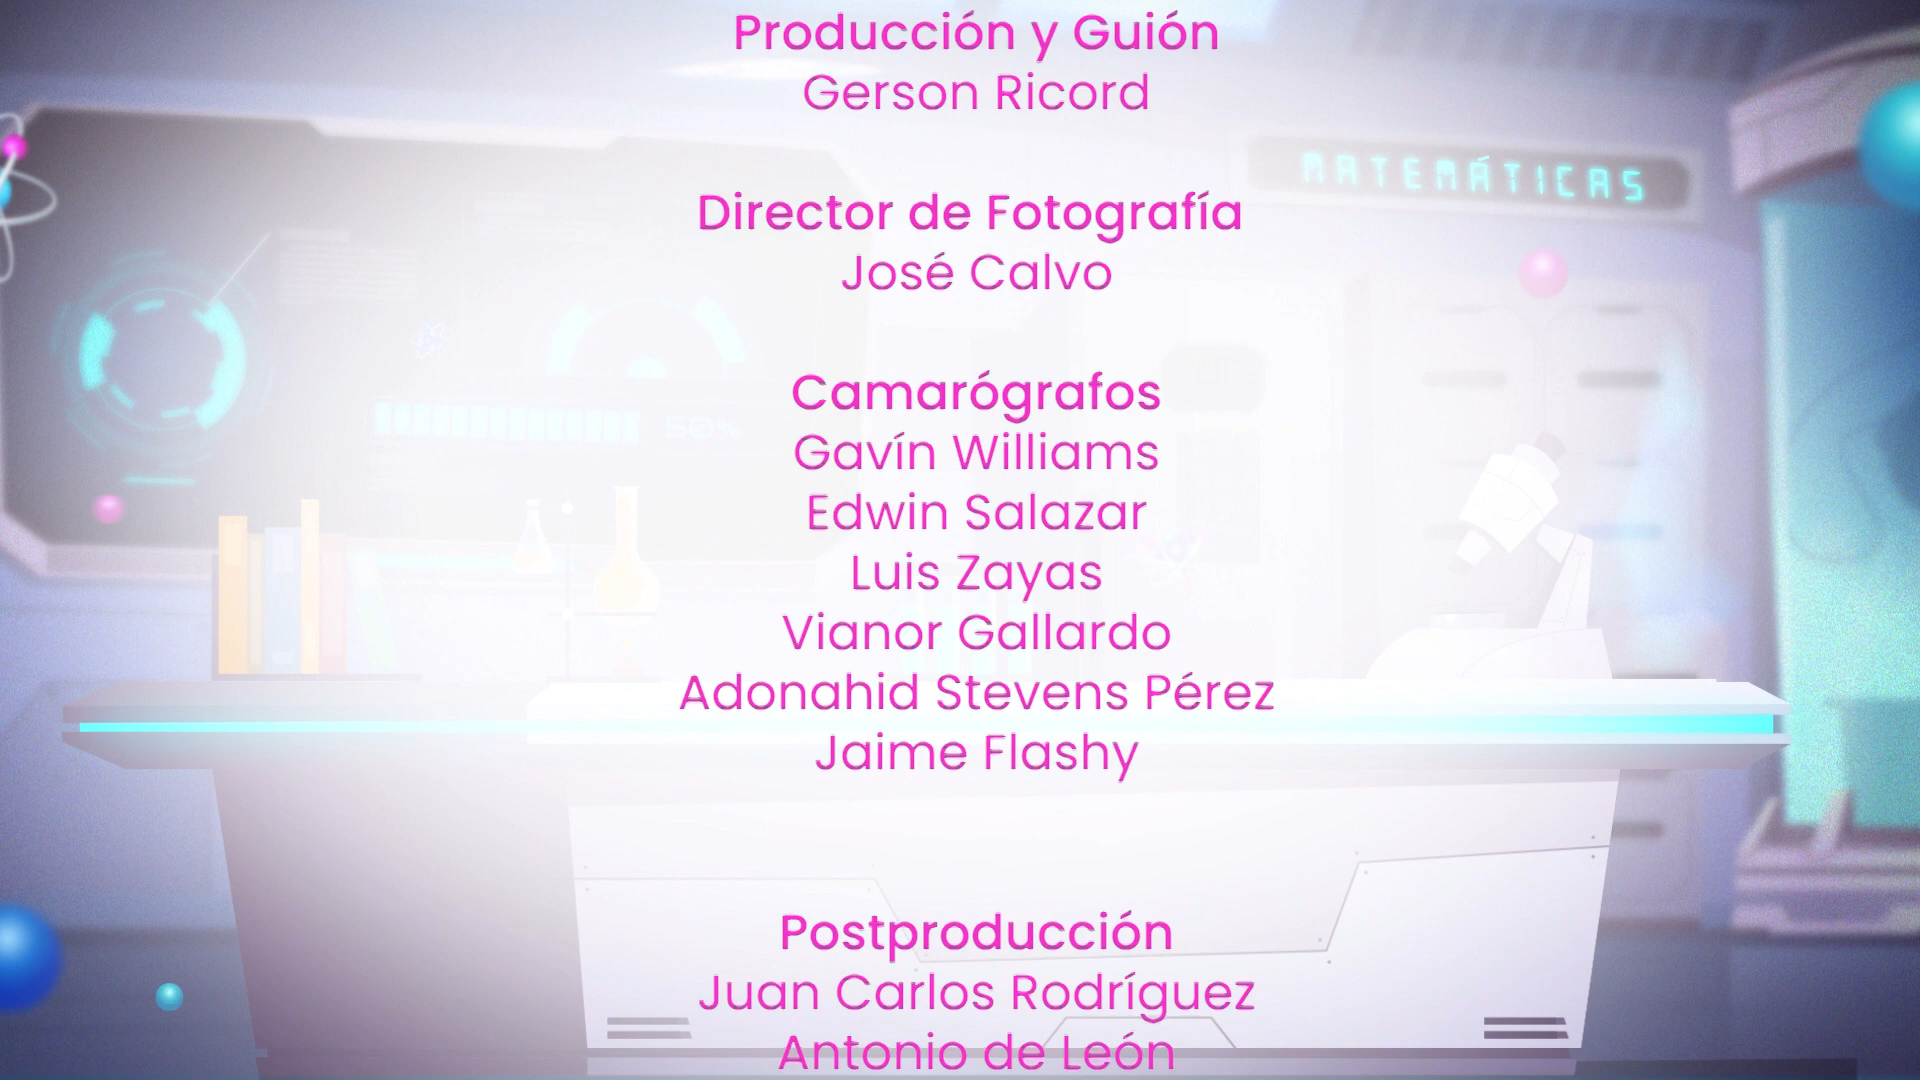 Producción y Guión
Gerson Ricord
MATEMÁTICAS
Director de Fotografía
José Calvo
Camarógrafos
50%
Gavín Williams
Edwin Salazar
Luis Zayas
Vianor Gallardo
Adonahid Stevens Pérez
Jaime Flashy
Postproducción
Juan Carlos Rodríguez
Antonio de León